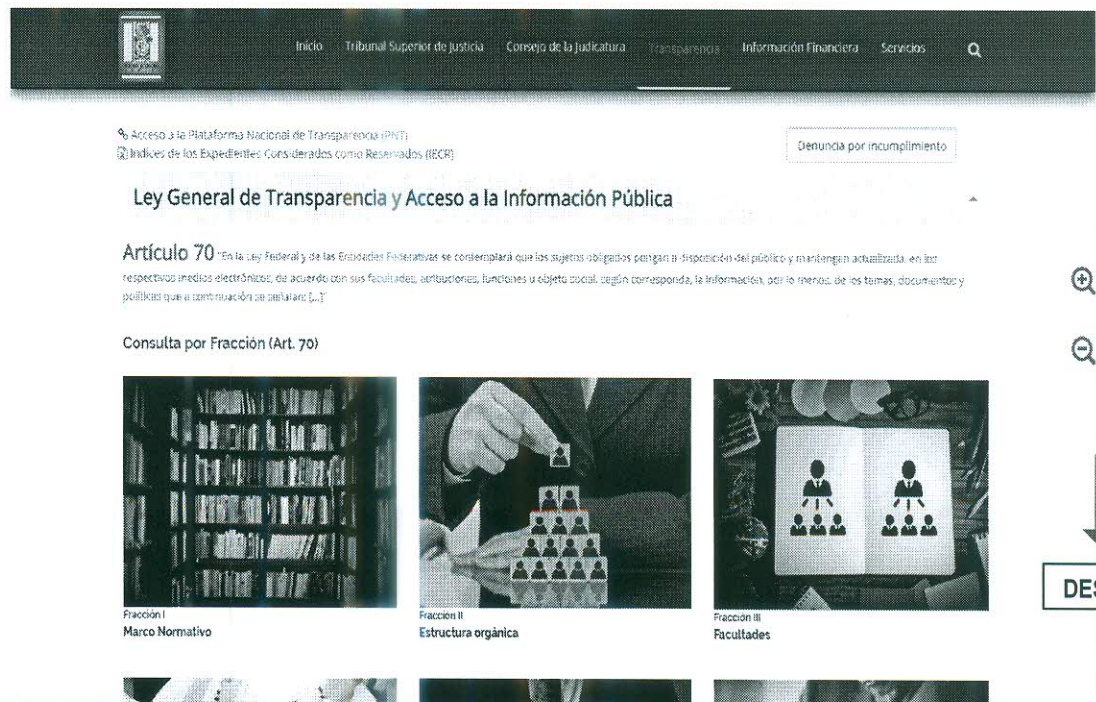 Inicio Tribunal Superior de Justicia Consejo de la Judicatura Transparencia Información Financiera Servicios
Acceso a la Plataforma Nacional de Transparencia (PNT)
Denuncia por incumplimiento
Indices de los Expedientes Considerados como Reservados (IECR)
Ley General de Transparencia y Acceso a la Información Pública
Artículo 70 "En la Ley Federal y de las Entidades Federativas se contemplará que los sujetos obligados pongan a disposición del público y mantengan actualizada, en los
respectivos medios electrónicos, de acuerdo con sus facultades, atribuciones, funciones u objeto social, según corresponda, la información, por lo menos, de los temas, documentos y
políticas que a continuación se señalan: [...]"
Consulta por Fracción (Art. 70)
Fracción I
Marco Normativo
Fracción II
Estructura orgánica
Fracción III
Facultades
DES